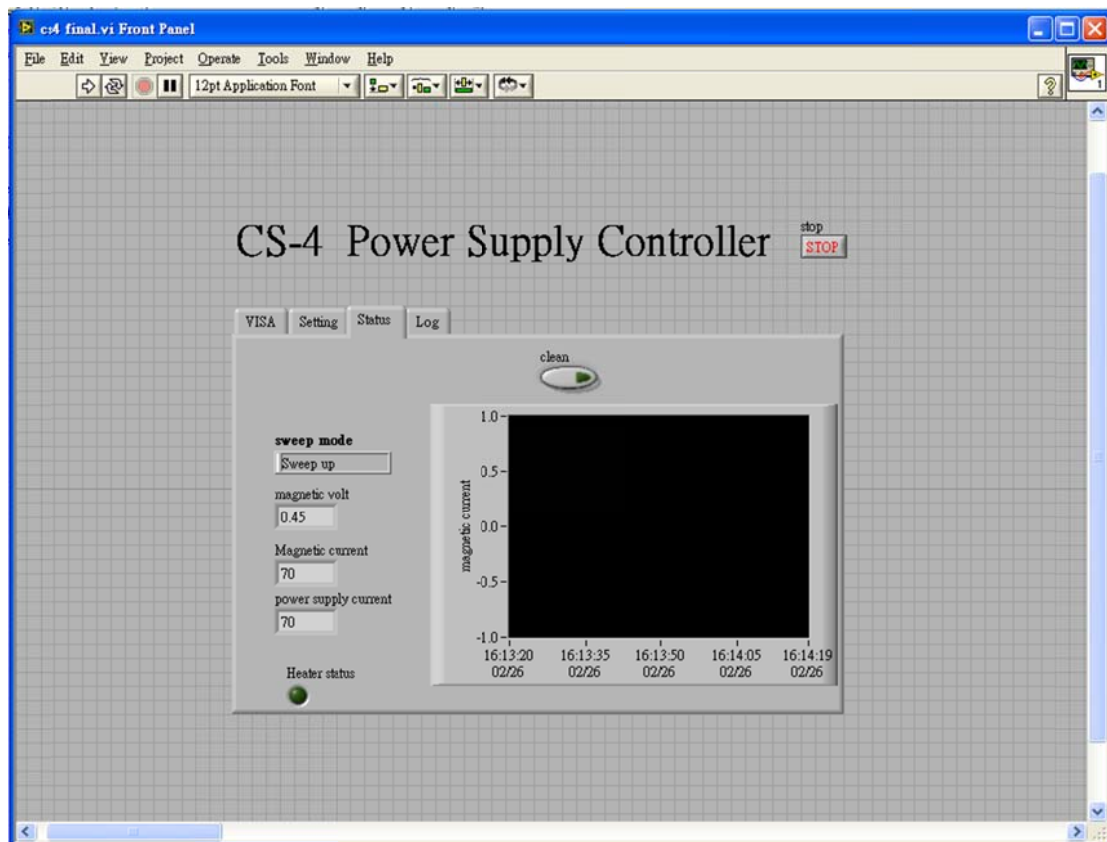 cs4 final.vi Front Panel
File Edit View Project Operate Tools Window Help
12pt Application Font
1
CS-4 Power Supply Controller
stop
STOP
VISA Setting Status Log
clean
sweep mode
Sweep up
magnetic volt
0.45
Magnetic current
70
power supply current
70
Heater status
magnetic current
1.0
0.5
0.0
-0.5
-1.0
16:13:20 16:13:35 16:13:50 16:14:05 16:14:19
02/26 02/26 02/26 02/26 02/26